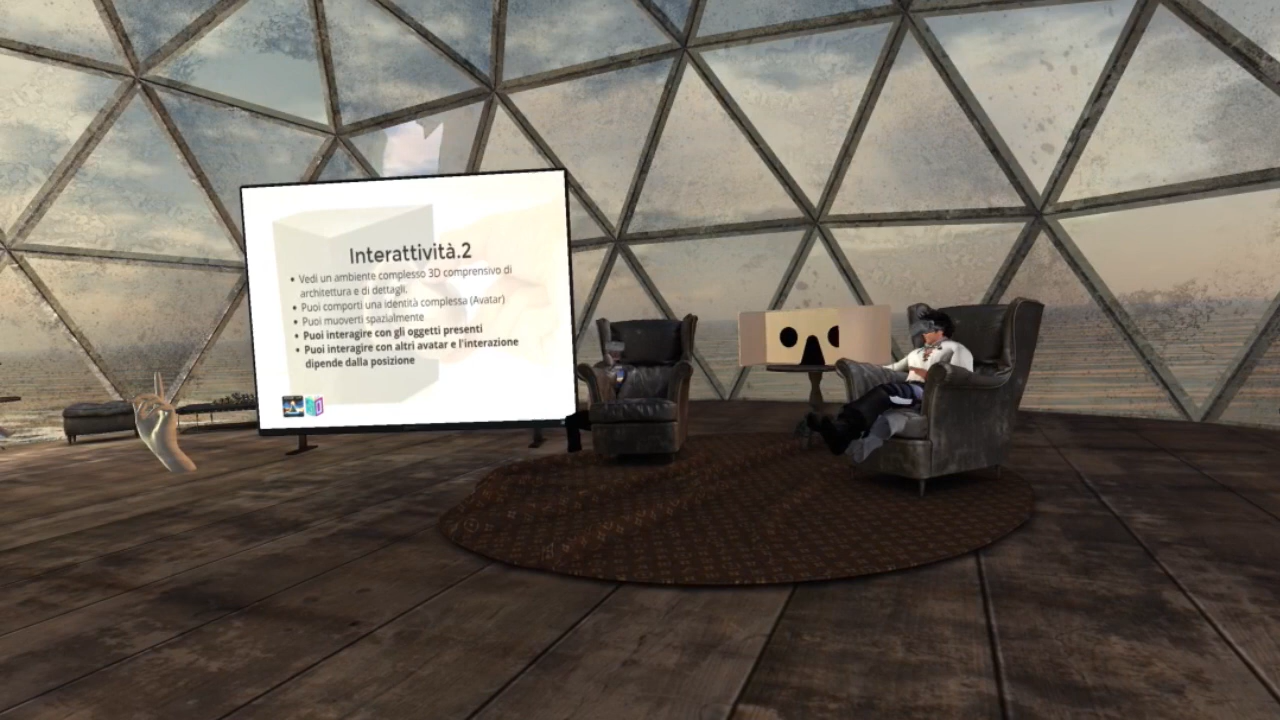 Interattività.2
• Vedi un ambiente complesso 3D comprensivo di
architettura e di dettagli.
• Puoi comporti una identità complessa (Avatar)
• Puoi muoverti spazialmente
• Puoi interagire con gli oggetti presenti
• Puoi interagire con altri avatar e l'interazione
dipende dalla posizione